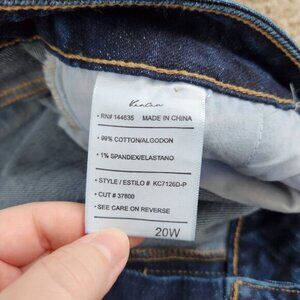 KanCan
• RN# 144635 MADE IN CHINA
• 99% COTTON/ALGODON
• 1% SPANDEX/ELASTANO
• STYLE / ESTILO # KC7126D-P
• CUT # 37800
• SEE CARE ON REVERSE
20W